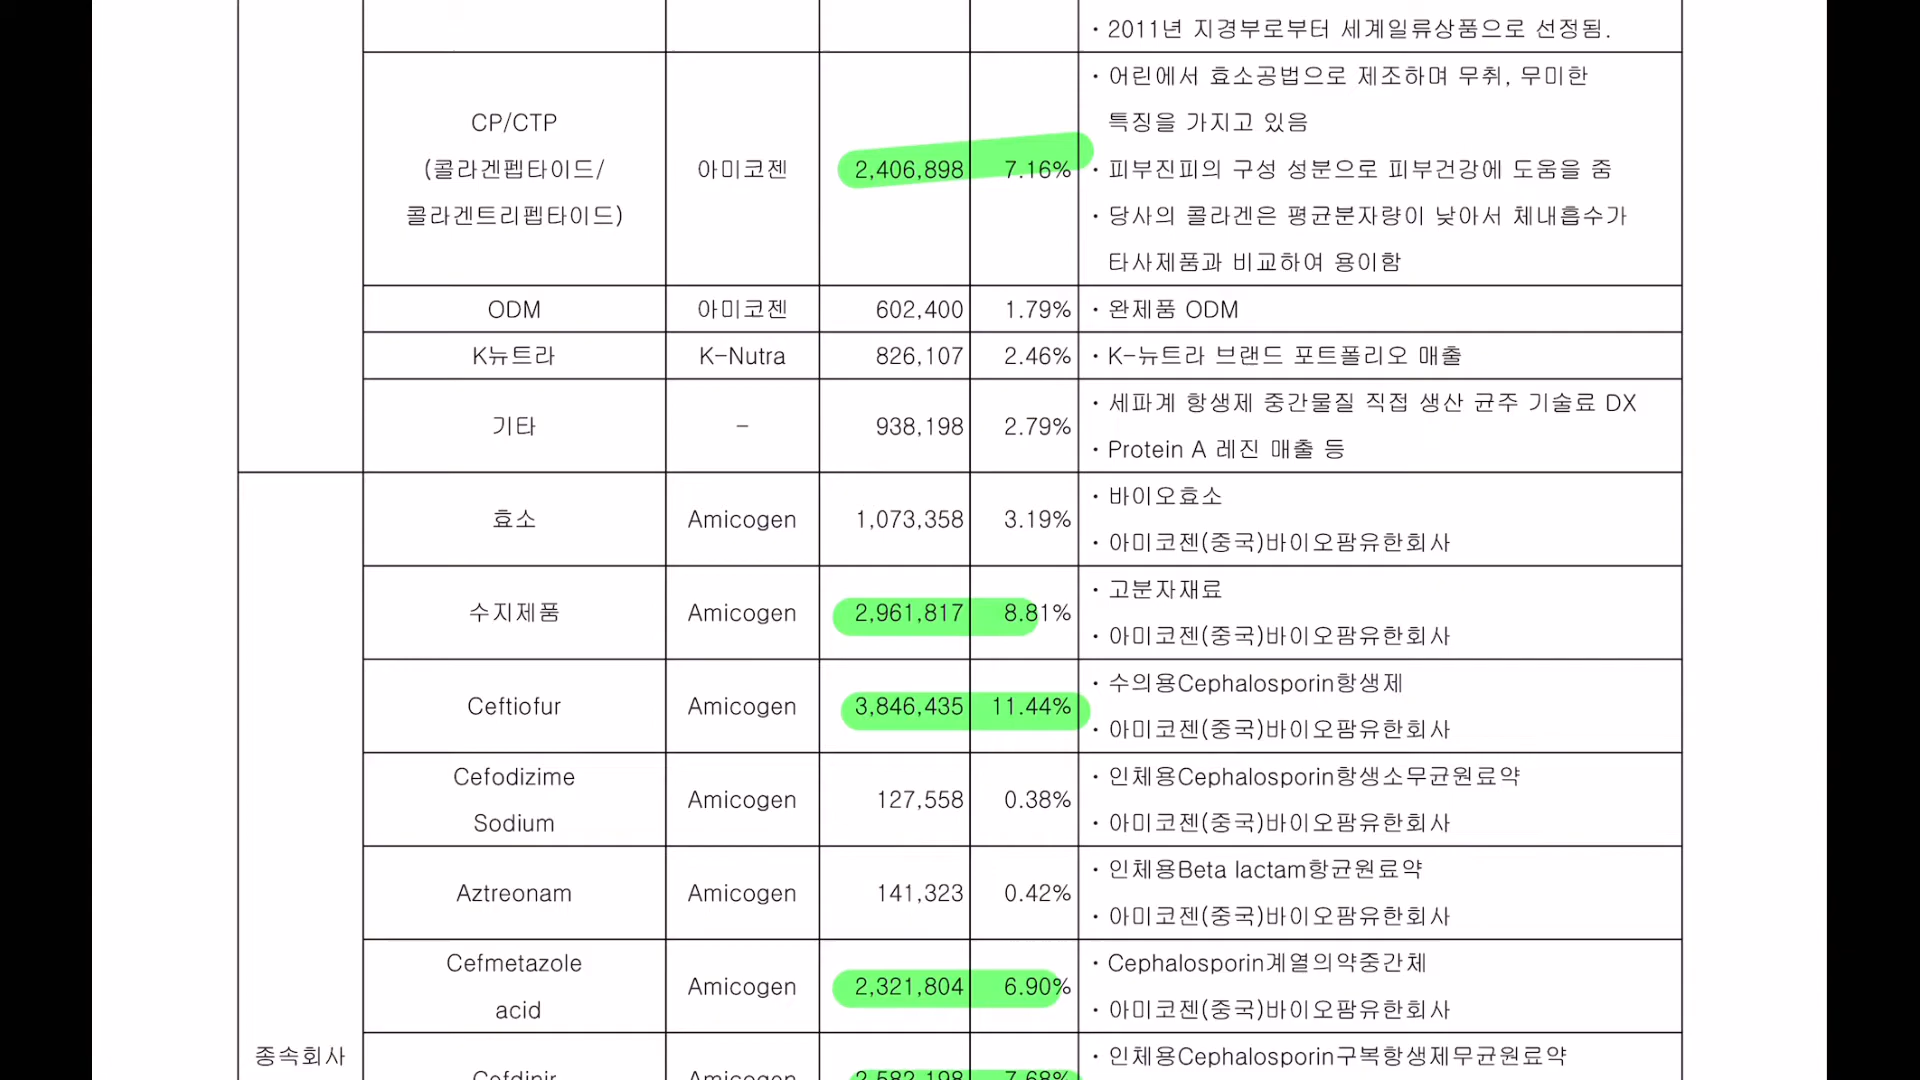 · 2011년 지경부로부터 세계일류상품으로 선정됨.
CP/CTP
(콜라겐펩타이드/
콜라겐트리펩타이드)
아미코젠
2,406,898
7.16%
· 어린에서 효소공법으로 제조하며 무취, 무미한
특징을 가지고 있음
· 피부진피의 구성 성분으로 피부건강에 도움을 줌
· 당사의 콜라겐은 평균분자량이 낮아서 체내흡수가
타사제품과 비교하여 용이함
ODM
아미코젠
602,400
1.79%
· 완제품 ODM
K뉴트라
K-Nutra
826,107
2.46%
· K-뉴트라 브랜드 포트폴리오 매출
기타
-
938,198
2.79%
· 세파계 항생제 중간물질 직접 생산 균주 기술료 DX
· Protein A 레진 매출 등
종속회사
효소
Amicogen
1,073,358
3.19%
· 바이오효소
· 아미코젠(중국)바이오팜유한회사
수지제품
Amicogen
2,961,817
8.81%
· 고분자재료
· 아미코젠(중국)바이오팜유한회사
Ceftiofur
Amicogen
3,846,435
11.44%
· 수의용Cephalosporin항생제
· 아미코젠(중국)바이오팜유한회사
Cefodizime
Sodium
Amicogen
127,558
0.38%
· 인체용Cephalosporin항생소무균원료약
· 아미코젠(중국)바이오팜유한회사
Aztreonam
Amicogen
141,323
0.42%
· 인체용Beta lactam항균원료약
· 아미코젠(중국)바이오팜유한회사
Cefmetazole
acid
Amicogen
2,321,804
6.90%
· Cephalosporin계열의약중간체
· 아미코젠(중국)바이오팜유한회사
Cefdinir
Amicogen
2,582,198
7.68%
· 인체용Cephalosporin구복항생제무균원료약